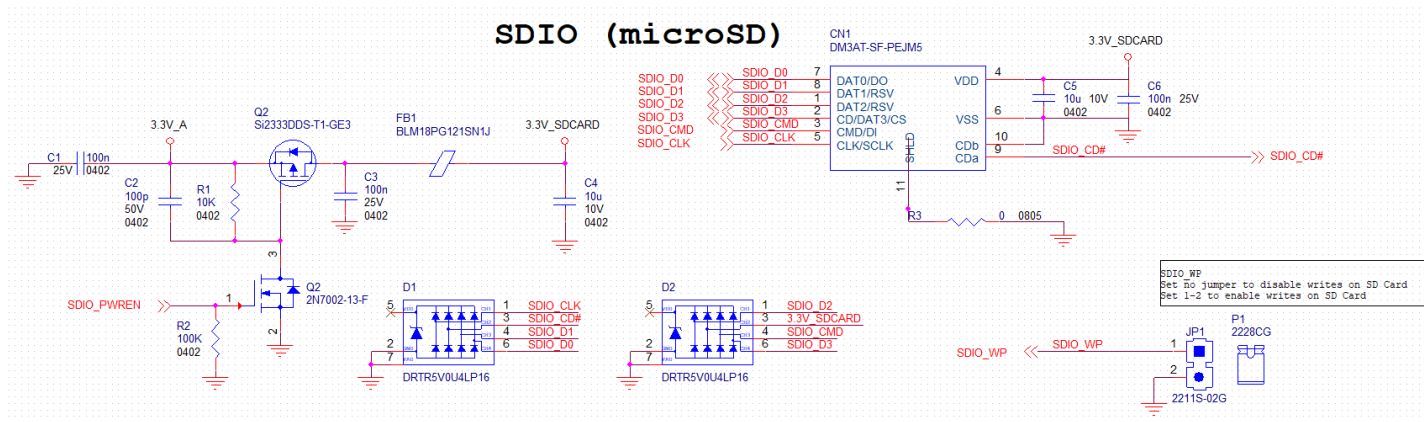 SDIO (microSD)
CN1
DM3AT-SF-PEJM5
3.3V_SDCARD
SDIO_D0
SDIO_D1
SDIO_D2
SDIO_D3
SDIO_CMD
SDIO_CLK
SDIO_D0 7 DAT0/DO
SDIO_D1 8 DAT1/RSV
SDIO_D2 1 DAT2/RSV
SDIO_D3 2 CD/DAT3/CS
SDIO_CMD 3 CMD/DI
SDIO_CLK 5 CLK/SCLK
VDD 4
VSS 6
CDb 10
CDa 9
SDIO_CD#
SDIO_CD#
SHLD
11
C5
10u 10V
0402
C6
100n 25V
0402
R3 0 0805
Q2
Si2333DDS-T1-GE3
FB1
BLM18PG121SN1J
3.3V_A
3.3V_SDCARD
C1 100n
25V 0402
C2
100p
50V
0402
R1
10K
0402
C3
100n
25V
0402
C4
10u
10V
0402
3
SDIO_PWREN
1
Q2
2N7002-13-F
2
R2
100K
0402
D1
5
2
7
1 SDIO_CLK
3 SDIO_CD#
4 SDIO_D1
6 SDIO_D0
DRTR5V0U4LP16
D2
5
2
7
1 SDIO_D2
3 3.3V_SDCARD
4 SDIO_CMD
6 SDIO_D3
DRTR5V0U4LP16
SDIO_WP
Set no jumper to disable writes on SD Card
Set 1-2 to enable writes on SD Card
SDIO_WP
SDIO_WP
1
2
JP1
2211S-02G
P1
2228CG